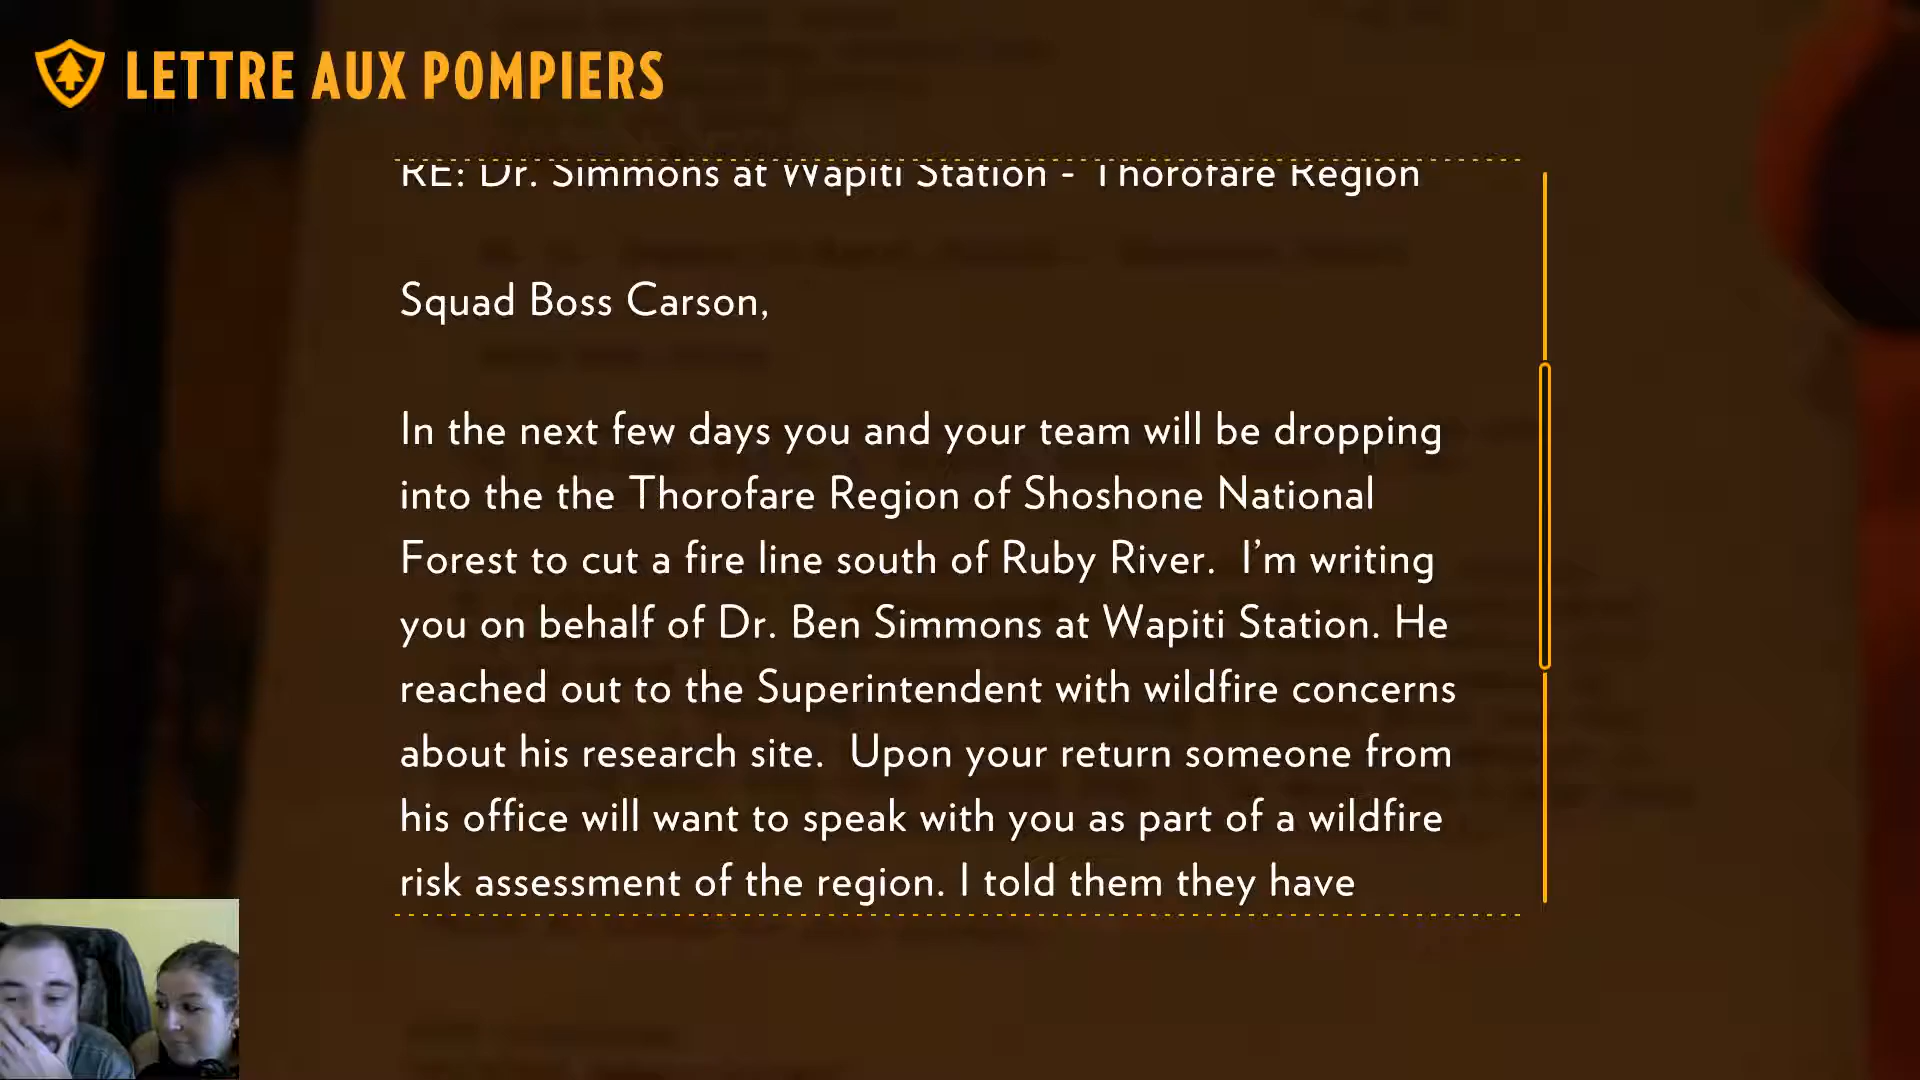 LETTRE AUX POMPIERS
RE: Dr. Simmons at Wapiti Station - Thorofare Region
Squad Boss Carson,
In the next few days you and your team will be dropping
into the the Thorofare Region of Shoshone National
Forest to cut a fire line south of Ruby River.  I'm writing
you on behalf of Dr. Ben Simmons at Wapiti Station. He
reached out to the Superintendent with wildfire concerns
about his research site.  Upon your return someone from
his office will want to speak with you as part of a wildfire
risk assessment of the region. I told them they have